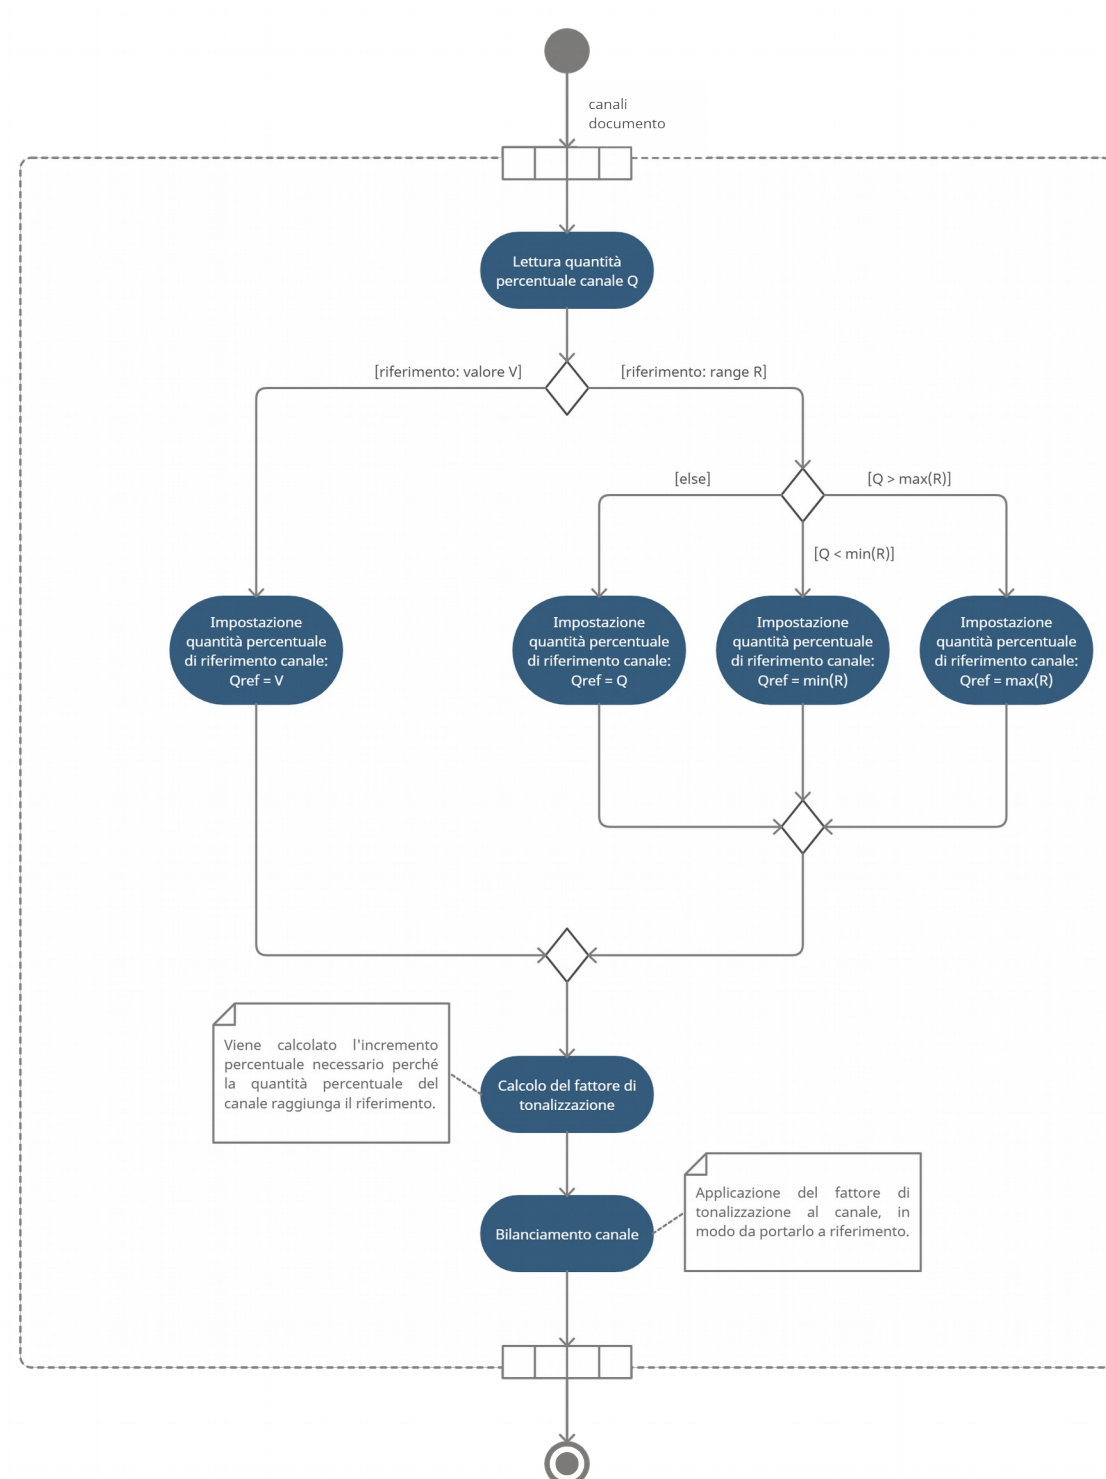 canali
documento
Lettura quantità
percentuale canale Q
[riferimento: valore V]
[riferimento: range R]
[else]
[Q > max(R)]
[Q < min(R)]
Impostazione
quantità percentuale
di riferimento canale:
Qref = V
Impostazione
quantità percentuale
di riferimento canale:
Qref = Q
Impostazione
quantità percentuale
di riferimento canale:
Qref = min(R)
Impostazione
quantità percentuale
di riferimento canale:
Qref = max(R)
Viene calcolato l'incremento
percentuale necessario perché
la quantità percentuale del
canale raggiunga il riferimento.
Calcolo del fattore di
tonalizzazione
Applicazione del fattore di
tonalizzazione al canale, in
modo da portarlo a riferimento.
Bilanciamento canale